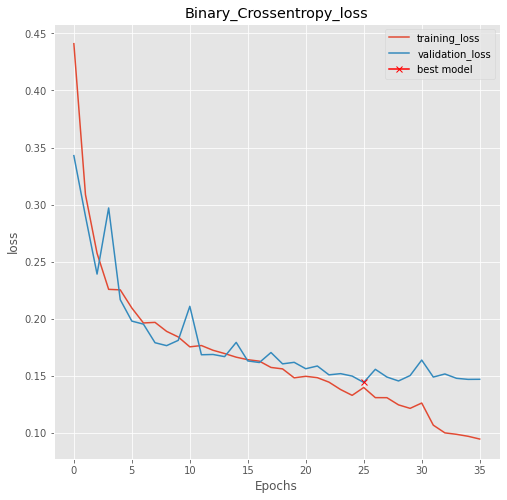 Binary_Crossentropy_loss
training_loss
validation_loss
best model
loss
0.45
0.40
0.35
0.30
0.25
0.20
0.15
0.10
0 5 10 15 20 25 30 35
Epochs